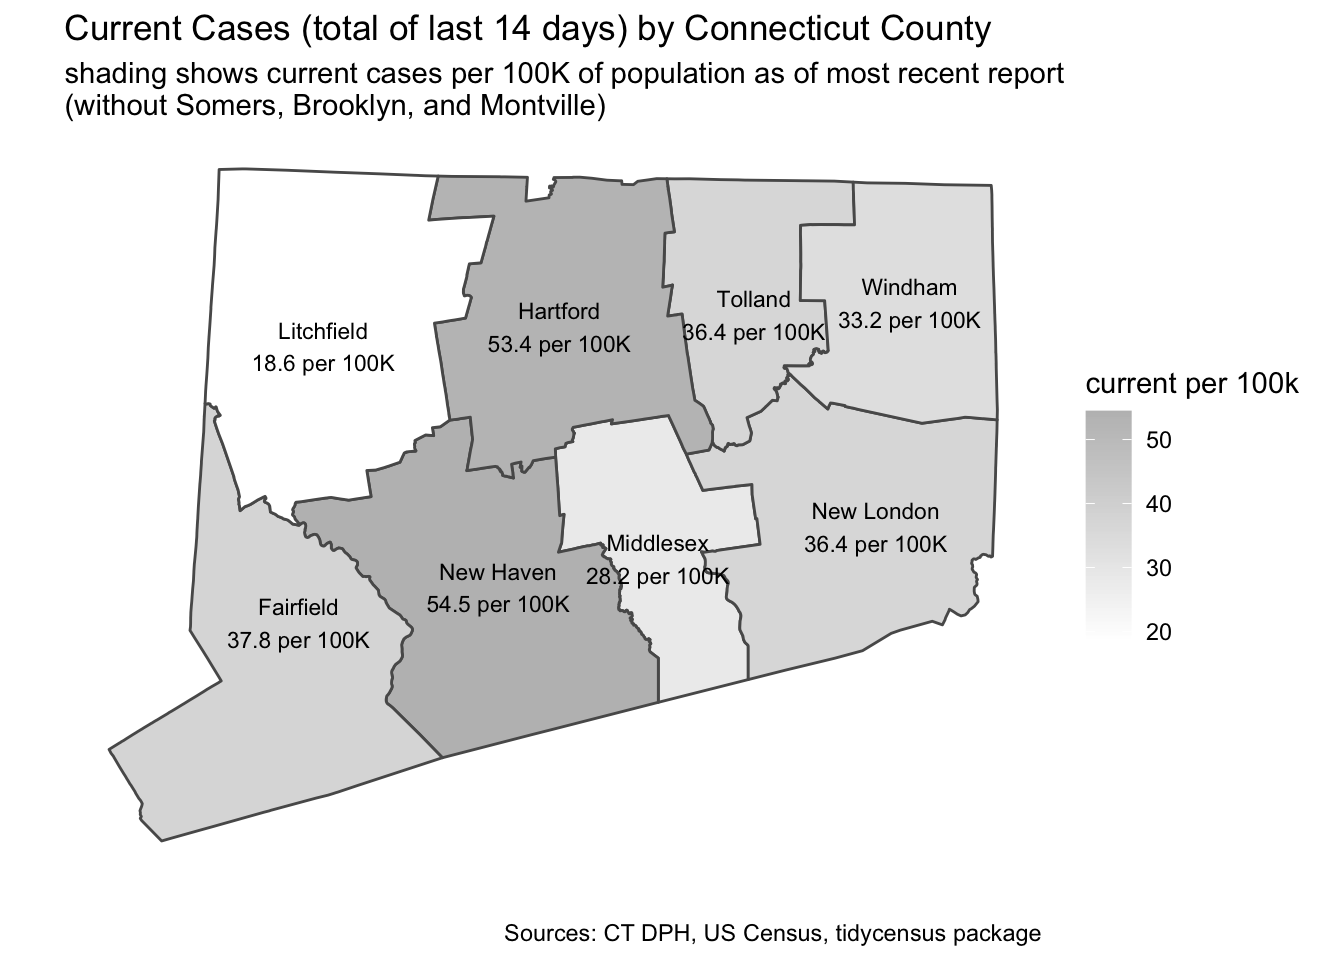 Current Cases (total of last 14 days) by Connecticut County
shading shows current cases per 100K of population as of most recent report
(without Somers, Brooklyn, and Montville)
Litchfield
18.6 per 100K
Hartford
53.4 per 100K
Tolland
36.4 per 100K
Windham
33.2 per 100K
Fairfield
37.8 per 100K
New Haven
54.5 per 100K
Middlesex
28.2 per 100K
New London
36.4 per 100K
current per 100k
50
40
30
20
Sources: CT DPH, US Census, tidycensus package